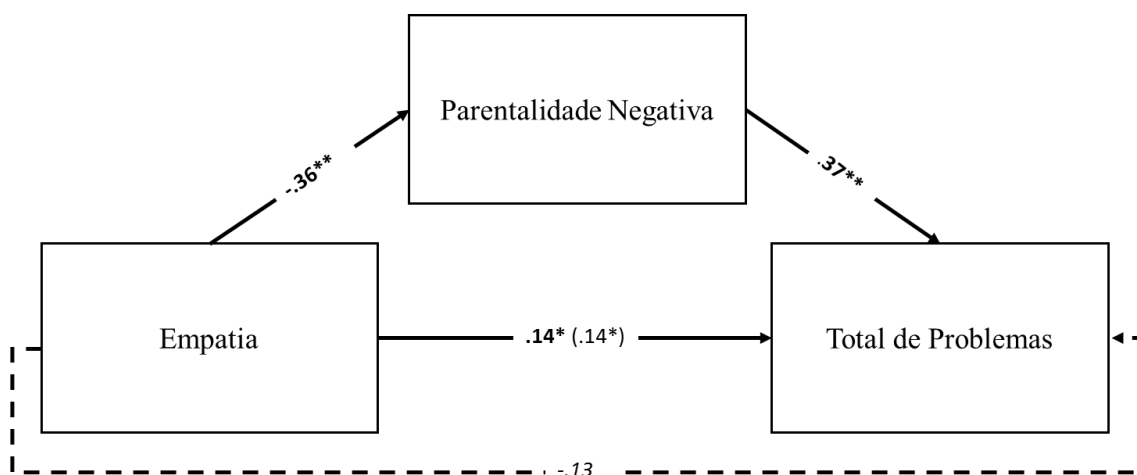 Parentalidade Negativa
-.36**
.37**
Empatia
.14* (.14*)
Total de Problemas
-.13